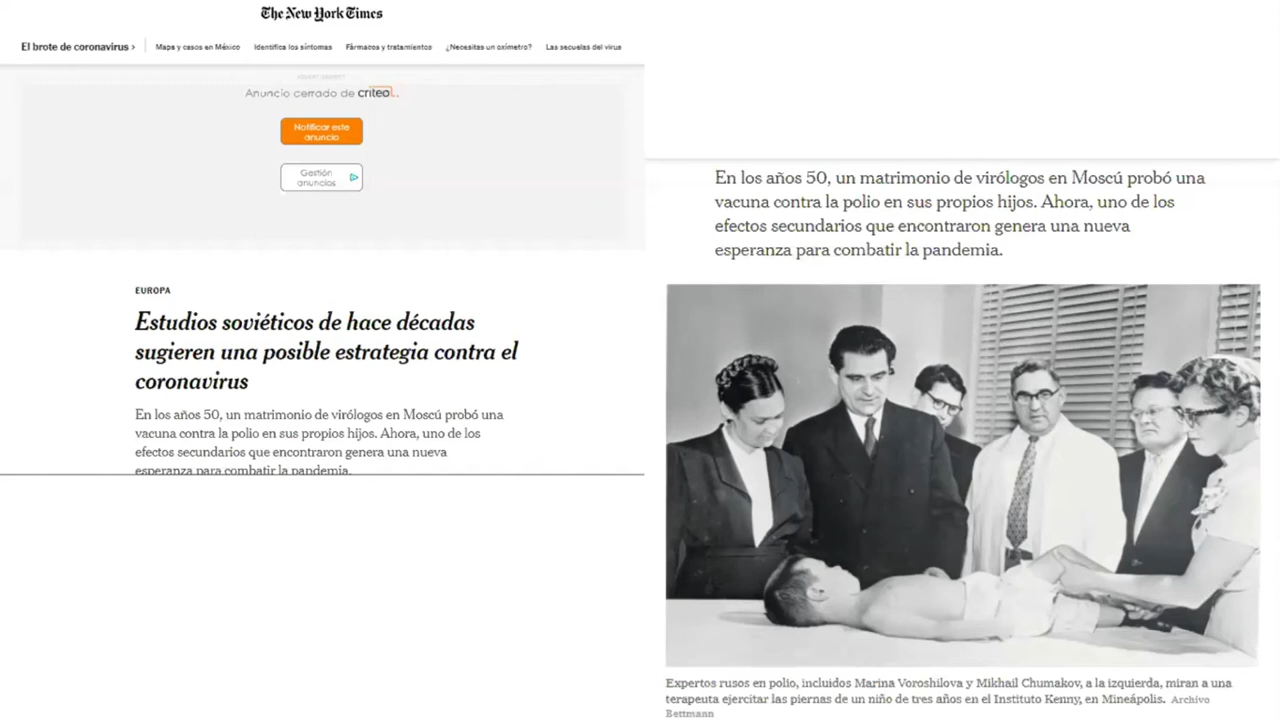 The New York Times
El brote de coronavirus ›
Mapa y casos en México
Identifica los síntomas
Fármacos y tratamientos
¿Necesitas un oxímetro?
Las secuelas del virus
ADVERTISEMENT
Anuncio cerrado de criteo
Notificar este
anuncio
Gestión
anuncios
EUROPA
Estudios soviéticos de hace décadas
sugieren una posible estrategia contra el
coronavirus
En los años 50, un matrimonio de virólogos en Moscú probó una
vacuna contra la polio en sus propios hijos. Ahora, uno de los
efectos secundarios que encontraron genera una nueva
esperanza para combatir la pandemia.
En los años 50, un matrimonio de virólogos en Moscú probó una
vacuna contra la polio en sus propios hijos. Ahora, uno de los
efectos secundarios que encontraron genera una nueva
esperanza para combatir la pandemia.
Expertos rusos en polio, incluidos Marina Voroshilova y Mikhail Chumakov, a la izquierda, miran a una
terapeuta ejercitar las piernas de un niño de tres años en el Instituto Kenny, en Mineápolis. Archivo
Bettmann